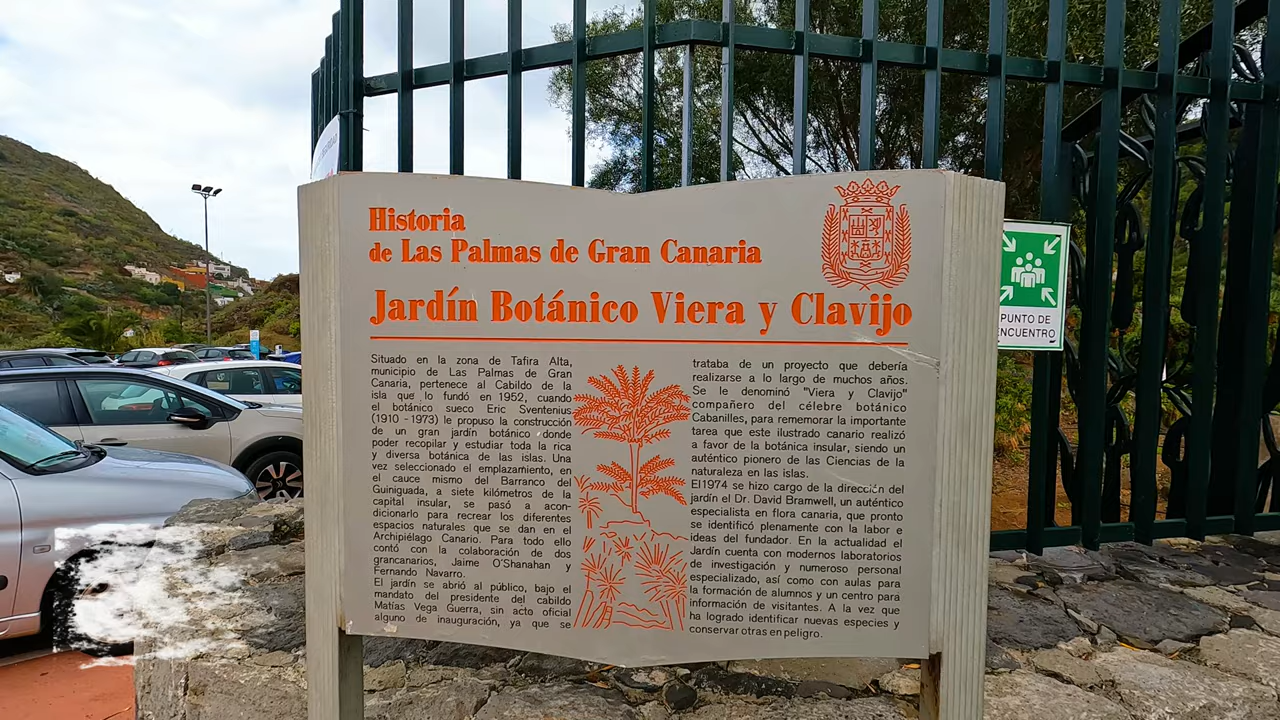 Historia
de Las Palmas de Gran Canaria
Jardín Botánico Viera y Clavijo
Situado en la zona de Tafira Alta,
municipio de Las Palmas de Gran
Canaria, pertenece al Cabildo de la
isla que lo fundó en 1952, cuando
el botánico sueco Eric Sventenius
(1910 - 1973) le propuso la construcción
de un gran jardín botánico donde
poder recopilar y estudiar toda la rica
y diversa botánica de las islas. Una
vez seleccionado el emplazamiento, en
el cauce mismo del Barranco del
Guiniguada, a siete kilómetros de la
capital insular, se pasó a acon-
dicionarlo para recrear los diferentes
espacios naturales que se dan en el
Archipiélago Canario. Para todo ello
contó con la colaboración de dos
grancanarios, Jaime O'Shanahan y
Fernando Navarro.
El jardín se abrió al público, bajo el
mandato del presidente del cabildo
Matías Vega Guerra, sin acto oficial
alguno de inauguración, ya que se
trataba de un proyecto que debería
realizarse a lo largo de muchos años.
Se le denominó "Viera y Clavijo"
compañero del célebre botánico
Cabanilles, para rememorar la importante
tarea que este ilustrado canario realizó
a favor de la botánica insular, siendo un
auténtico pionero de las Ciencias de la
naturaleza en las islas.
El1974 se hizo cargo de la dirección del
jardín el Dr. David Bramwell, un auténtico
especialista en flora canaria, que pronto
se identificó plenamente con la labor e
ideas del fundador. En la actualidad el
Jardín cuenta con modernos laboratorios
de investigación y numeroso personal
especializado, así como con aulas para
la formación de alumnos y un centro para
información de visitantes. A la vez que
ha logrado identificar nuevas especies y
conservar otras en peligro.
PUNTO DE
ENCUENTRO